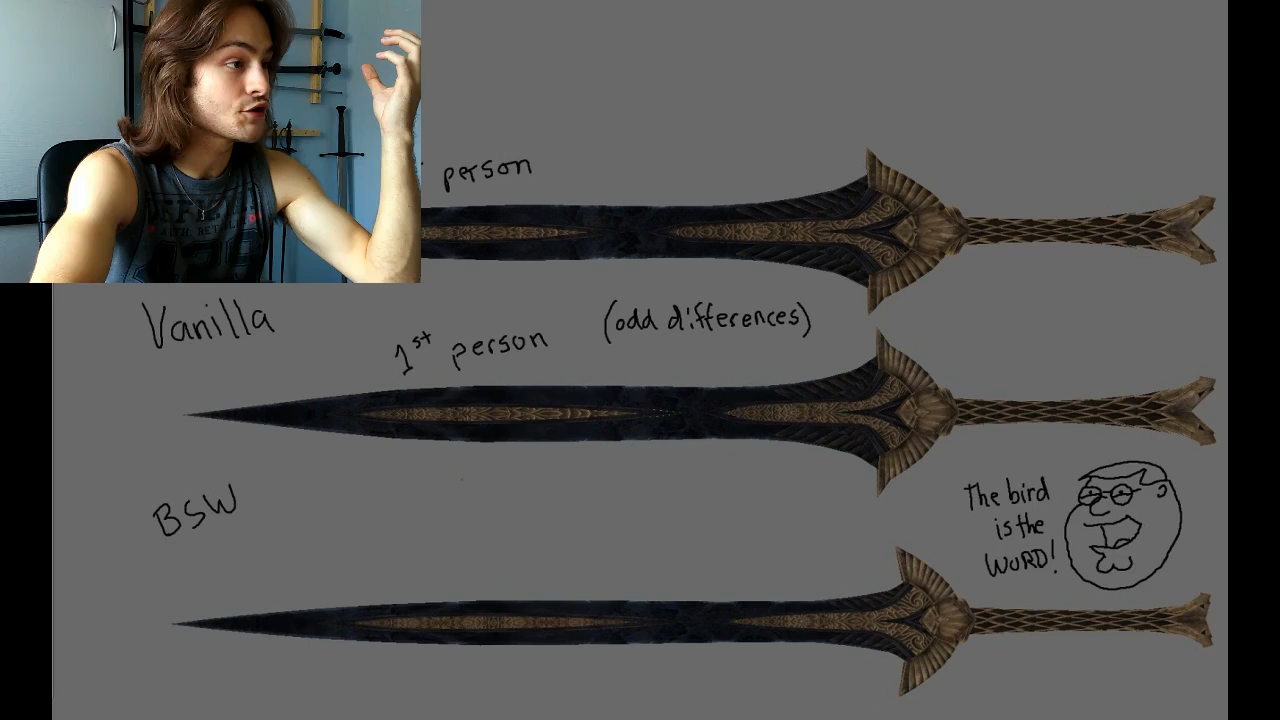 person
Vanilla
1st person
(odd differences)
BSW
The bird
is the
WORD!